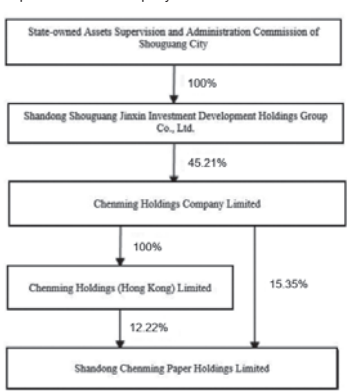 State-owned Assets Supervision and Administration Commission of
Shouguang City
100%
Shandong Shouguang Jinxin Investment Development Holdings Group
Co., Ltd.
45.21%
Chenming Holdings Company Limited
100%
Chenming Holdings (Hong Kong) Limited
15.35%
12.22%
Shandong Chenming Paper Holdings Limited